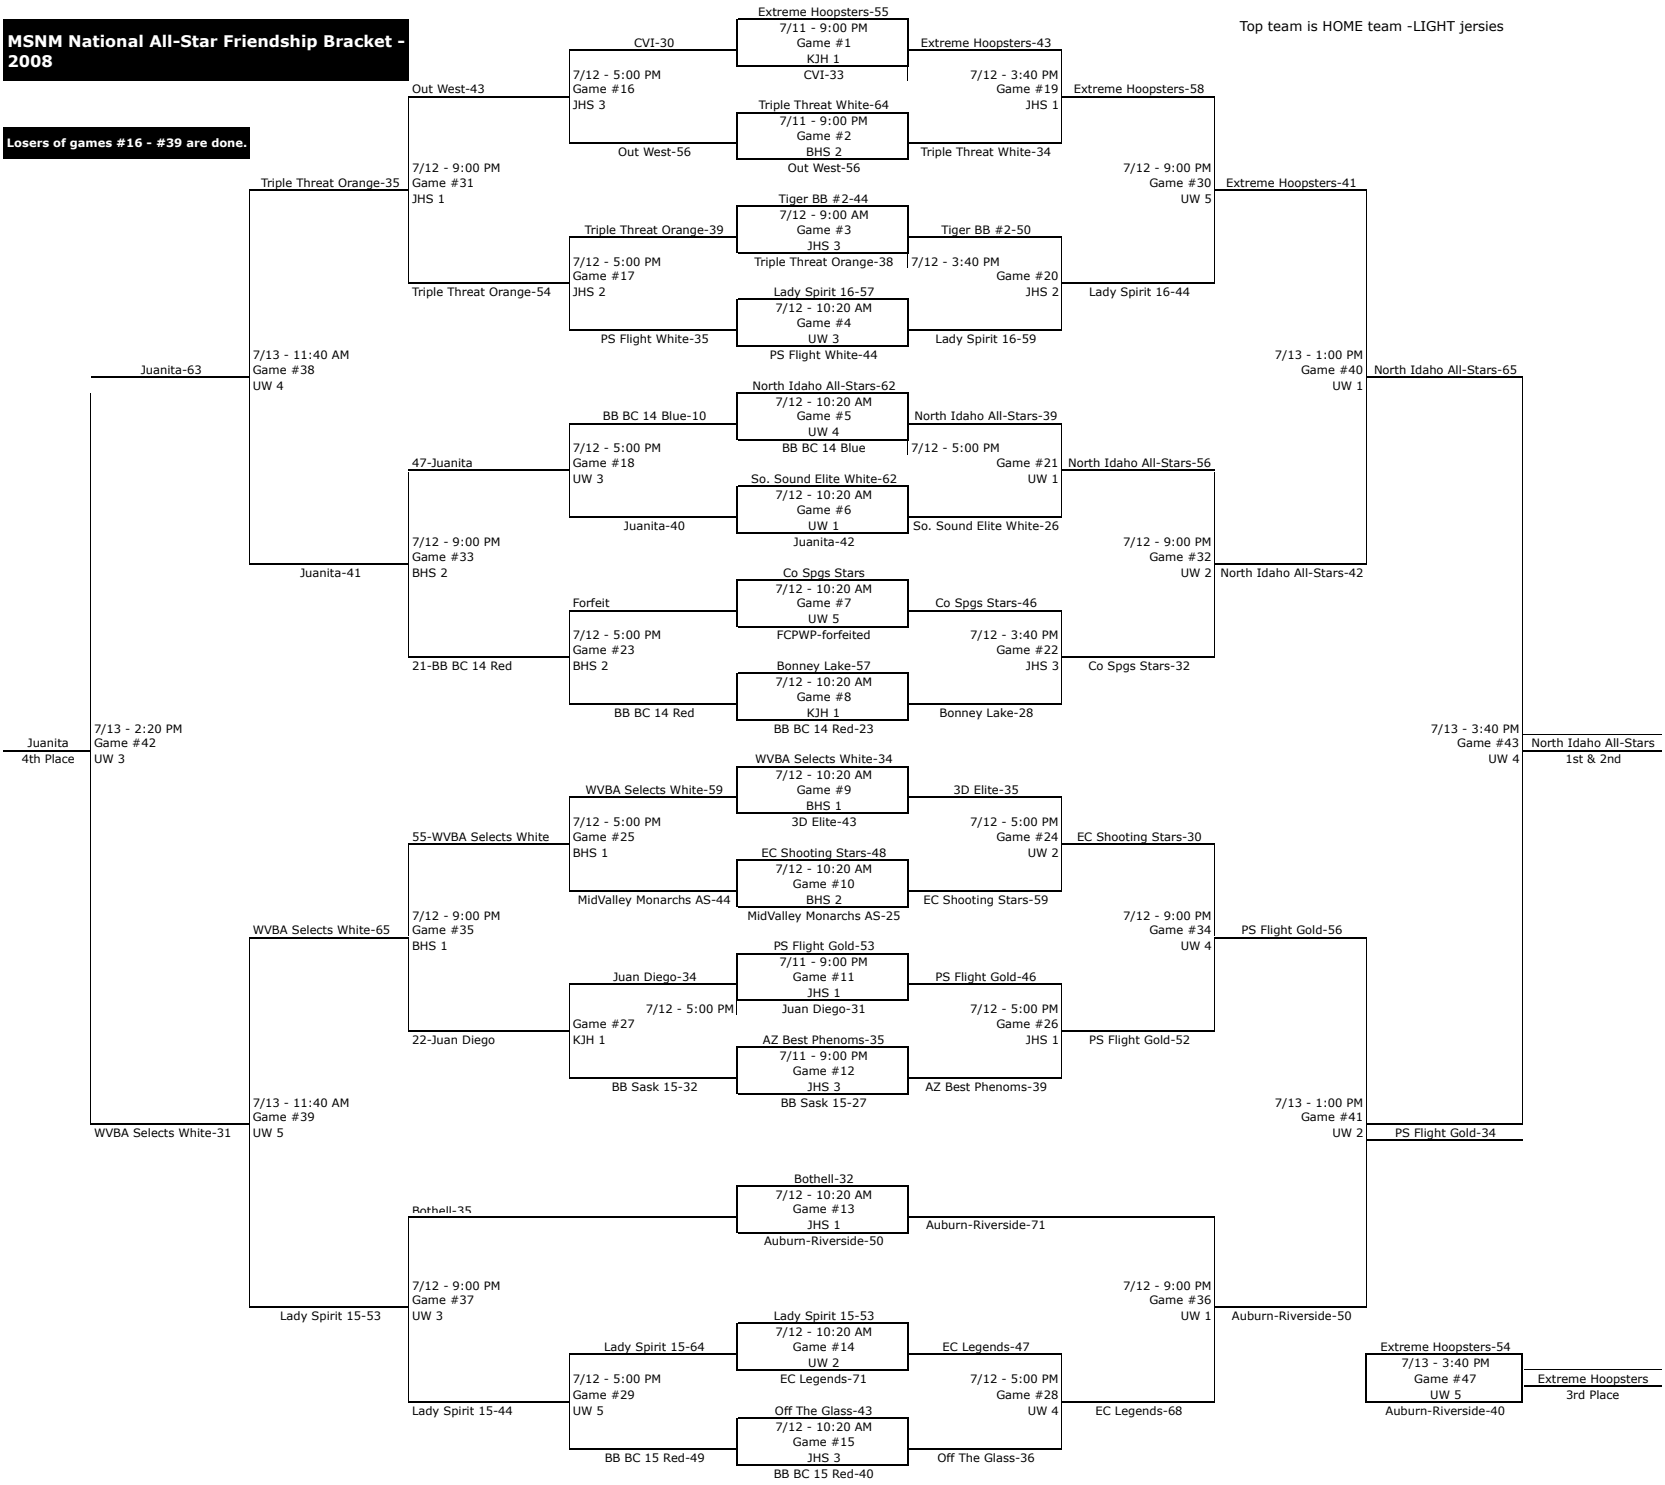 MSNM National All-Star Friendship Bracket -
2008
Top team is HOME team -LIGHT jersies
Losers of games #16 - #39 are done.
Extreme Hoopsters-55
7/11 - 9:00 PM
Game #1
KJH 1
CVI-33
Triple Threat White-64
7/11 - 9:00 PM
Game #2
BHS 2
Out West-56
Tiger BB #2-44
7/12 - 9:00 AM
Game #3
JHS 3
Triple Threat Orange-38
Lady Spirit 16-57
7/12 - 10:20 AM
Game #4
UW 3
PS Flight White-44
North Idaho All-Stars-62
7/12 - 10:20 AM
Game #5
UW 4
BB BC 14 Blue
So. Sound Elite White-62
7/12 - 10:20 AM
Game #6
UW 1
Juanita-42
Co Spgs Stars
7/12 - 10:20 AM
Game #7
UW 5
FCPWP-forfeited
Bonney Lake-57
7/12 - 10:20 AM
Game #8
KJH 1
BB BC 14 Red-23
WVBA Selects White-34
7/12 - 10:20 AM
Game #9
BHS 1
3D Elite-43
EC Shooting Stars-48
7/12 - 10:20 AM
Game #10
BHS 2
MidValley Monarchs AS-25
PS Flight Gold-53
7/11 - 9:00 PM
Game #11
JHS 1
Juan Diego-31
AZ Best Phenoms-35
7/11 - 9:00 PM
Game #12
JHS 3
BB Sask 15-27
Bothell-32
7/12 - 10:20 AM
Game #13
JHS 1
Auburn-Riverside-50
Lady Spirit 15-53
7/12 - 10:20 AM
Game #14
UW 2
EC Legends-71
Off The Glass-43
7/12 - 10:20 AM
Game #15
JHS 3
BB BC 15 Red-40
CVI-30
7/12 - 5:00 PM
Game #16
JHS 3
Out West-56
Triple Threat Orange-39
7/12 - 5:00 PM
Game #17
JHS 2
PS Flight White-35
BB BC 14 Blue-10
7/12 - 5:00 PM
Game #18
UW 3
Juanita-40
Forfeit
7/12 - 5:00 PM
Game #23
BHS 2
BB BC 14 Red
WVBA Selects White-59
7/12 - 5:00 PM
Game #25
BHS 1
MidValley Monarchs AS-44
Juan Diego-34
7/12 - 5:00 PM
Game #27
KJH 1
BB Sask 15-32
Lady Spirit 15-64
7/12 - 5:00 PM
Game #29
UW 5
BB BC 15 Red-49
Out West-43
7/12 - 9:00 PM
Game #31
JHS 1
Triple Threat Orange-54
47-Juanita
7/12 - 9:00 PM
Game #33
BHS 2
21-BB BC 14 Red
55-WVBA Selects White
7/12 - 9:00 PM
Game #35
BHS 1
22-Juan Diego
Bothell-35
7/12 - 9:00 PM
Game #37
UW 3
Lady Spirit 15-44
Triple Threat Orange-35
7/13 - 11:40 AM
Game #38
UW 4
Juanita-41
WVBA Selects White-65
7/13 - 11:40 AM
Game #39
UW 5
Lady Spirit 15-53
Juanita-63
7/13 - 2:20 PM
Game #42
UW 3
WVBA Selects White-31
Juanita
4th Place
Extreme Hoopsters-43
7/12 - 3:40 PM
Game #19
JHS 1
Triple Threat White-34
Tiger BB #2-50
7/12 - 3:40 PM
Game #20
JHS 2
Lady Spirit 16-59
North Idaho All-Stars-39
7/12 - 5:00 PM
Game #21
UW 1
So. Sound Elite White-26
Co Spgs Stars-46
7/12 - 3:40 PM
Game #22
JHS 3
Bonney Lake-28
3D Elite-35
7/12 - 5:00 PM
Game #24
UW 2
EC Shooting Stars-59
PS Flight Gold-46
7/12 - 5:00 PM
Game #26
JHS 1
AZ Best Phenoms-39
Auburn-Riverside-71
EC Legends-47
7/12 - 5:00 PM
Game #28
UW 4
Off The Glass-36
Extreme Hoopsters-58
7/12 - 9:00 PM
Game #30
UW 5
Lady Spirit 16-44
North Idaho All-Stars-56
7/12 - 9:00 PM
Game #32
UW 2
Co Spgs Stars-32
EC Shooting Stars-30
7/12 - 9:00 PM
Game #34
UW 4
PS Flight Gold-52
7/12 - 9:00 PM
Game #36
UW 1
EC Legends-68
Extreme Hoopsters-41
7/13 - 1:00 PM
Game #40
UW 1
North Idaho All-Stars-42
PS Flight Gold-56
7/13 - 1:00 PM
Game #41
UW 2
Auburn-Riverside-50
North Idaho All-Stars-65
7/13 - 3:40 PM
Game #43
UW 4
PS Flight Gold-34
North Idaho All-Stars
1st & 2nd
Extreme Hoopsters-54
7/13 - 3:40 PM
Game #47
UW 5
Auburn-Riverside-40
Extreme Hoopsters
3rd Place